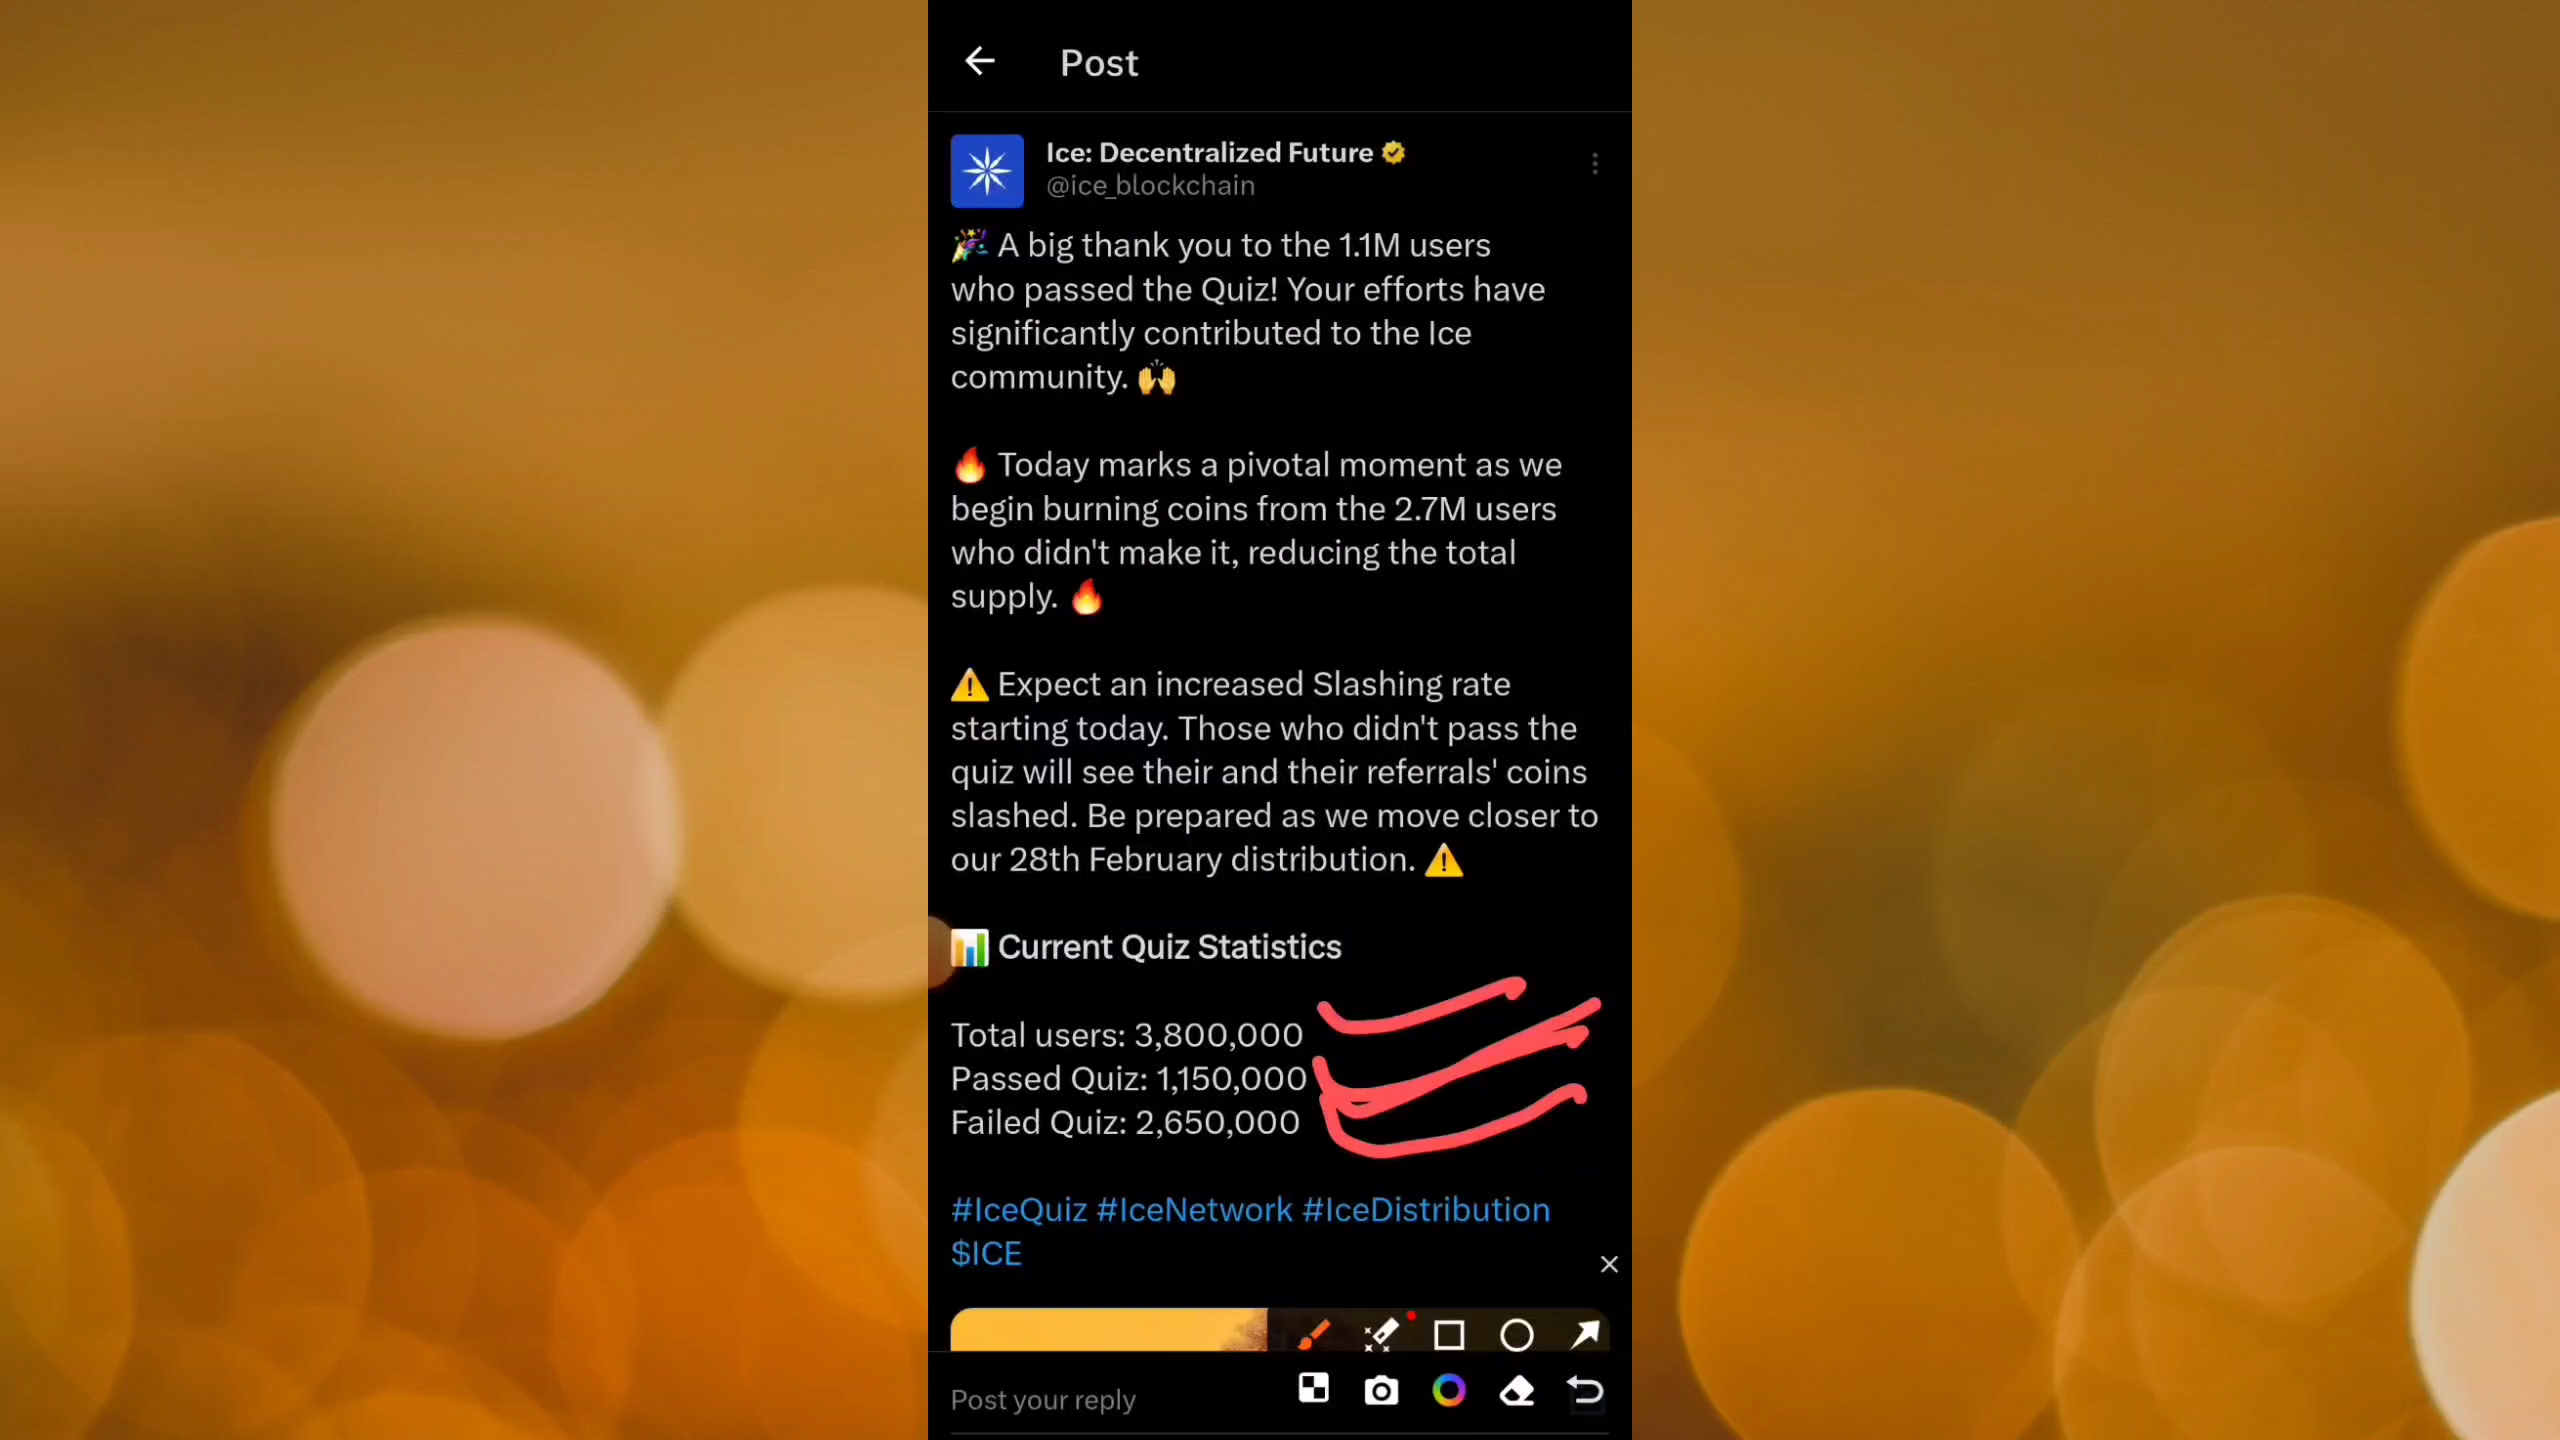 Post
Ice: Decentralized Future
@ice_blockchain
🎉 A big thank you to the 1.1M users
who passed the Quiz! Your efforts have
significantly contributed to the Ice
community. 🙌
🔥 Today marks a pivotal moment as we
begin burning coins from the 2.7M users
who didn't make it, reducing the total
supply. 🔥
⚠️ Expect an increased Slashing rate
starting today. Those who didn't pass the
quiz will see their and their referrals' coins
slashed. Be prepared as we move closer to
our 28th February distribution. ⚠️
📊 Current Quiz Statistics
Total users: 3,800,000
Passed Quiz: 1,150,000
Failed Quiz: 2,650,000
#IceQuiz #IceNetwork #IceDistribution
$ICE
Post your reply